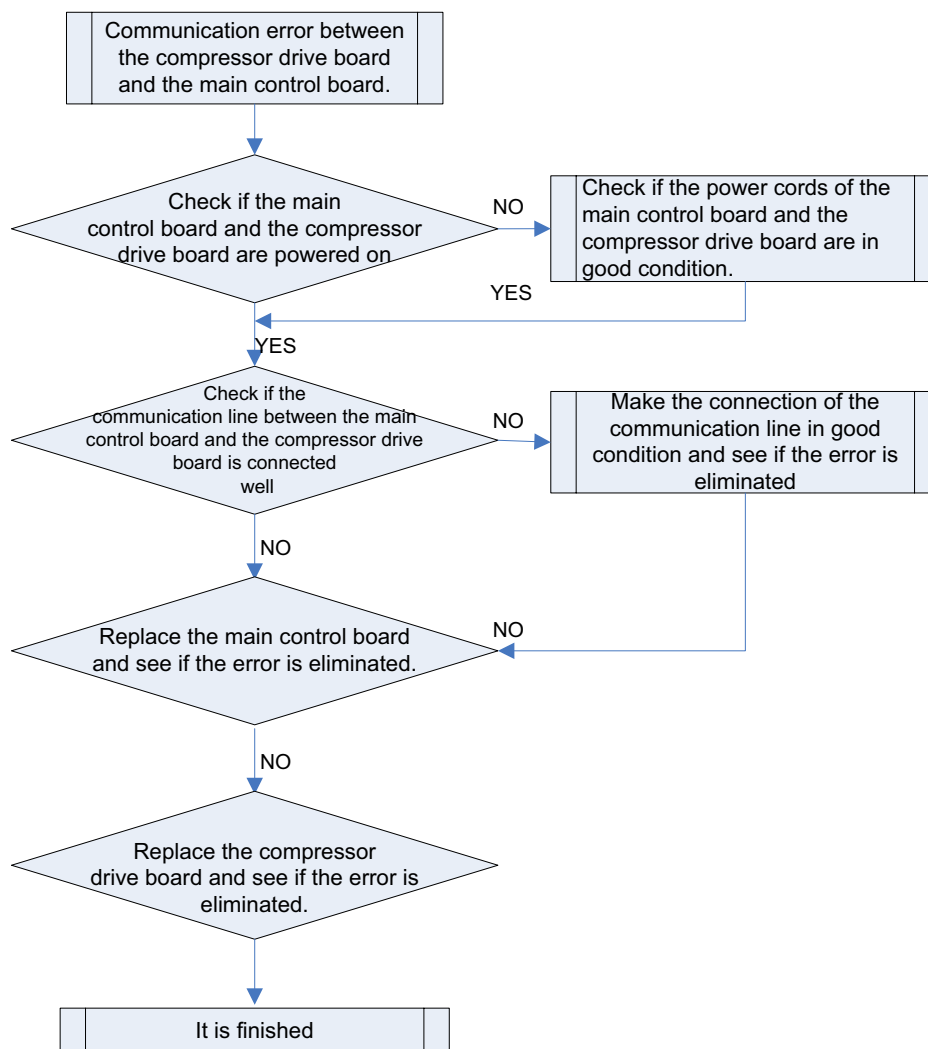 Communication error between
the compressor drive board
and the main control board.
Check if the main
control board and the compressor
drive board are powered on
NO
Check if the power cords of the
main control board and the
compressor drive board are in
good condition.
YES
YES
Check if the
communication line between the main
control board and the compressor drive
board is connected
well
NO
Make the connection of the
communication line in good
condition and see if the error is
eliminated
NO
NO
Replace the main control board
and see if the error is eliminated.
NO
Replace the compressor
drive board and see if the error is
eliminated.
It is finished